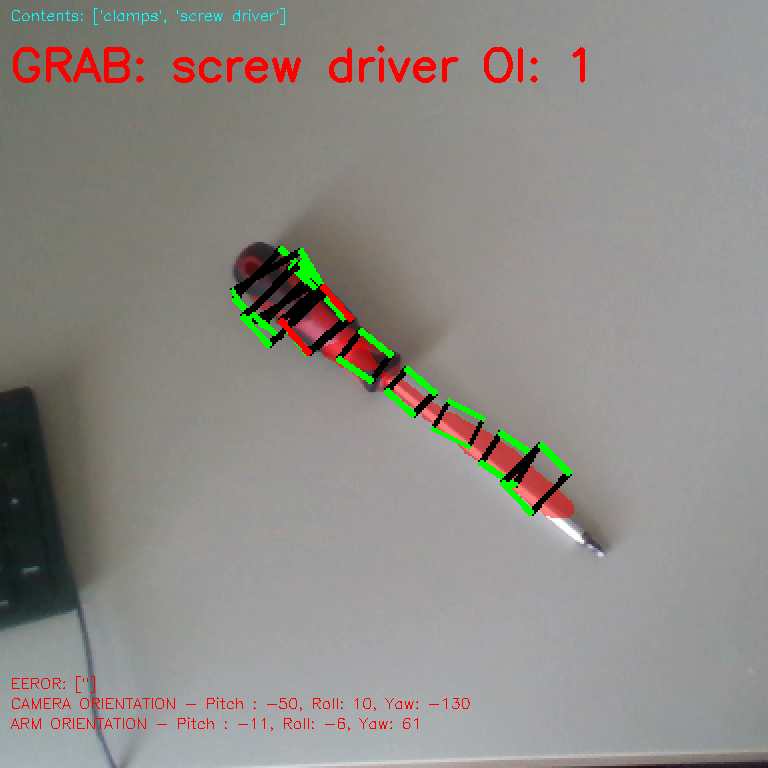 Contents: ['clamps', 'screw driver']
GRAB: screw driver OI: 1
EEROR: ['']
CAMERA ORIENTATION - Pitch : -50, Roll: 10, Yaw: -130
ARM ORIENTATION - Pitch : -11, Roll: -6, Yaw: 61